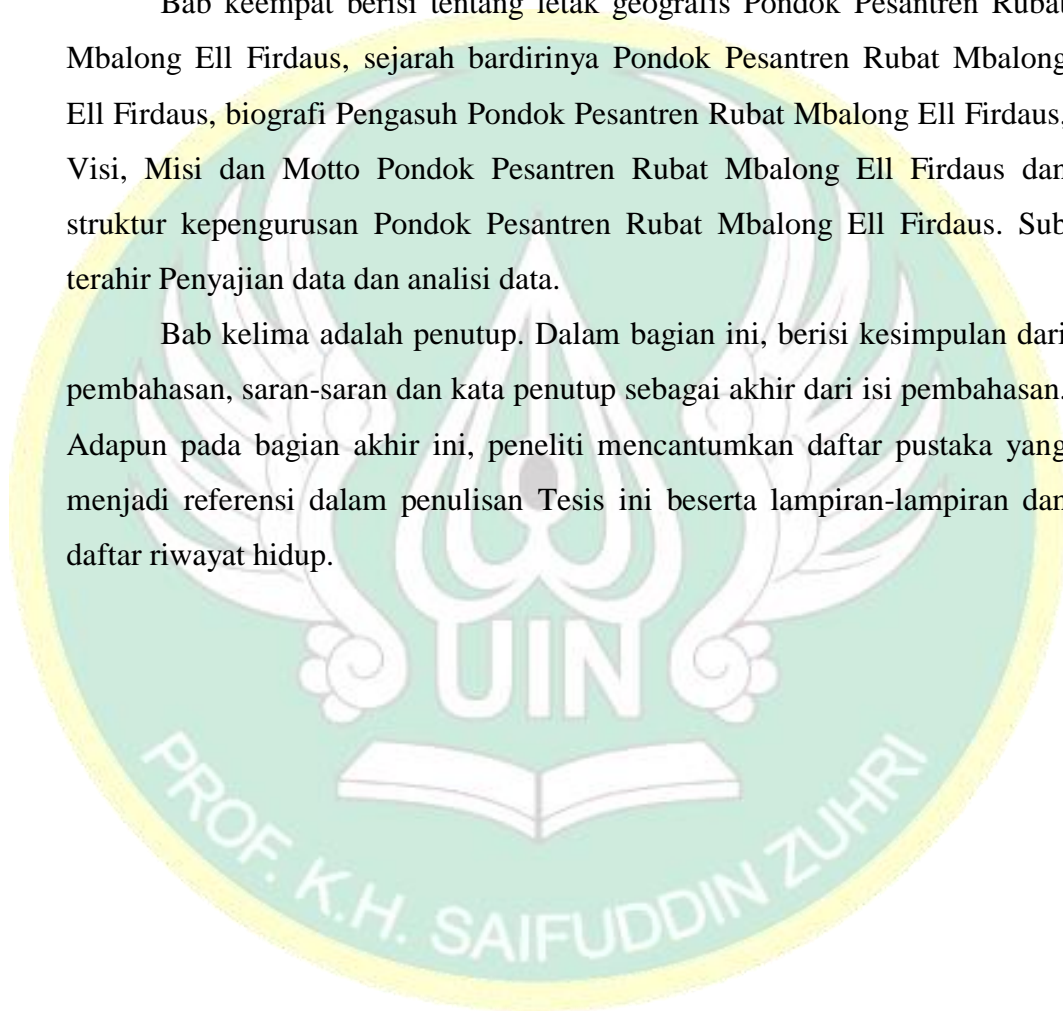 Bab keempat berisi tentang letak geografis Pondok Pesantren Rubat
Mbalong Ell Firdaus, sejarah bardirinya Pondok Pesantren Rubat Mbalong
Ell Firdaus, biografi Pengasuh Pondok Pesantren Rubat Mbalong Ell Firdaus,
Visi, Misi dan Motto Pondok Pesantren Rubat Mbalong Ell Firdaus dan
struktur kepengurusan Pondok Pesantren Rubat Mbalong Ell Firdaus. Sub
terahir Penyajian data dan analisi data.
Bab kelima adalah penutup. Dalam bagian ini, berisi kesimpulan dari
pembahasan, saran-saran dan kata penutup sebagai akhir dari isi pembahasan.
Adapun pada bagian akhir ini, peneliti mencantumkan daftar pustaka yang
menjadi referensi dalam penulisan Tesis ini beserta lampiran-lampiran dan
daftar riwayat hidup.
UIN
PROF. K.H. SAIFUDDIN ZUHRI